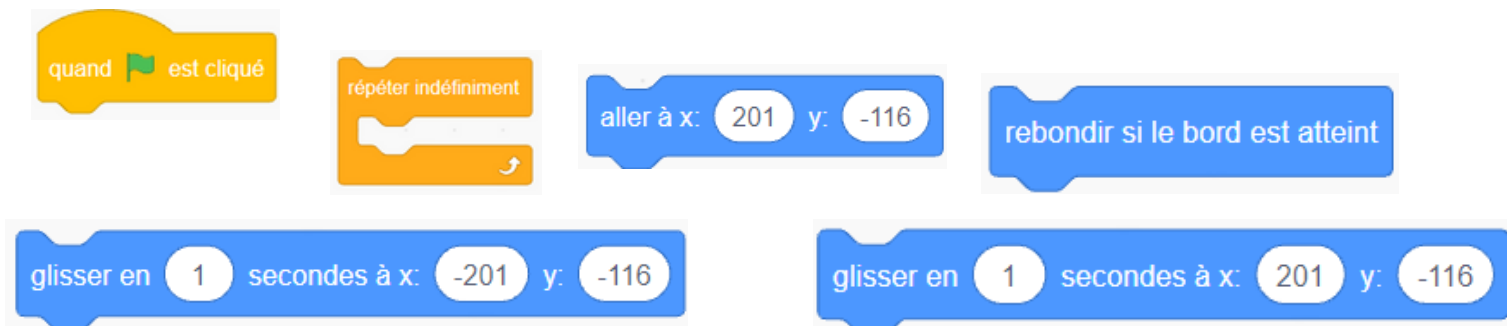 quand est cliqué
répéter indéfiniment
aller à x: 201 y: -116
rebondir si le bord est atteint
glisser en 1 secondes à x: -201 y: -116
glisser en 1 secondes à x: 201 y: -116